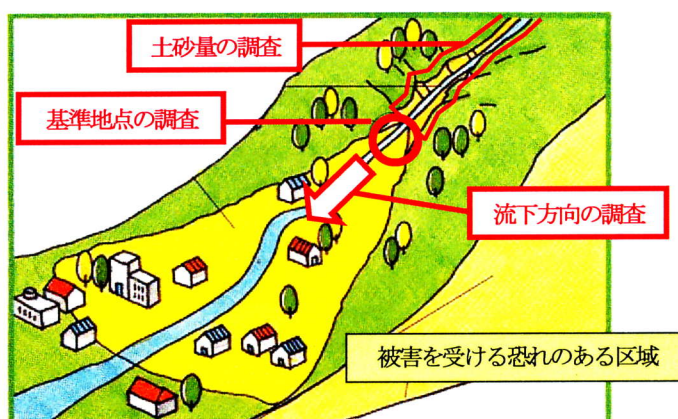 土砂量の調査
基準地点の調査
流下方向の調査
被害を受ける恐れのある区域